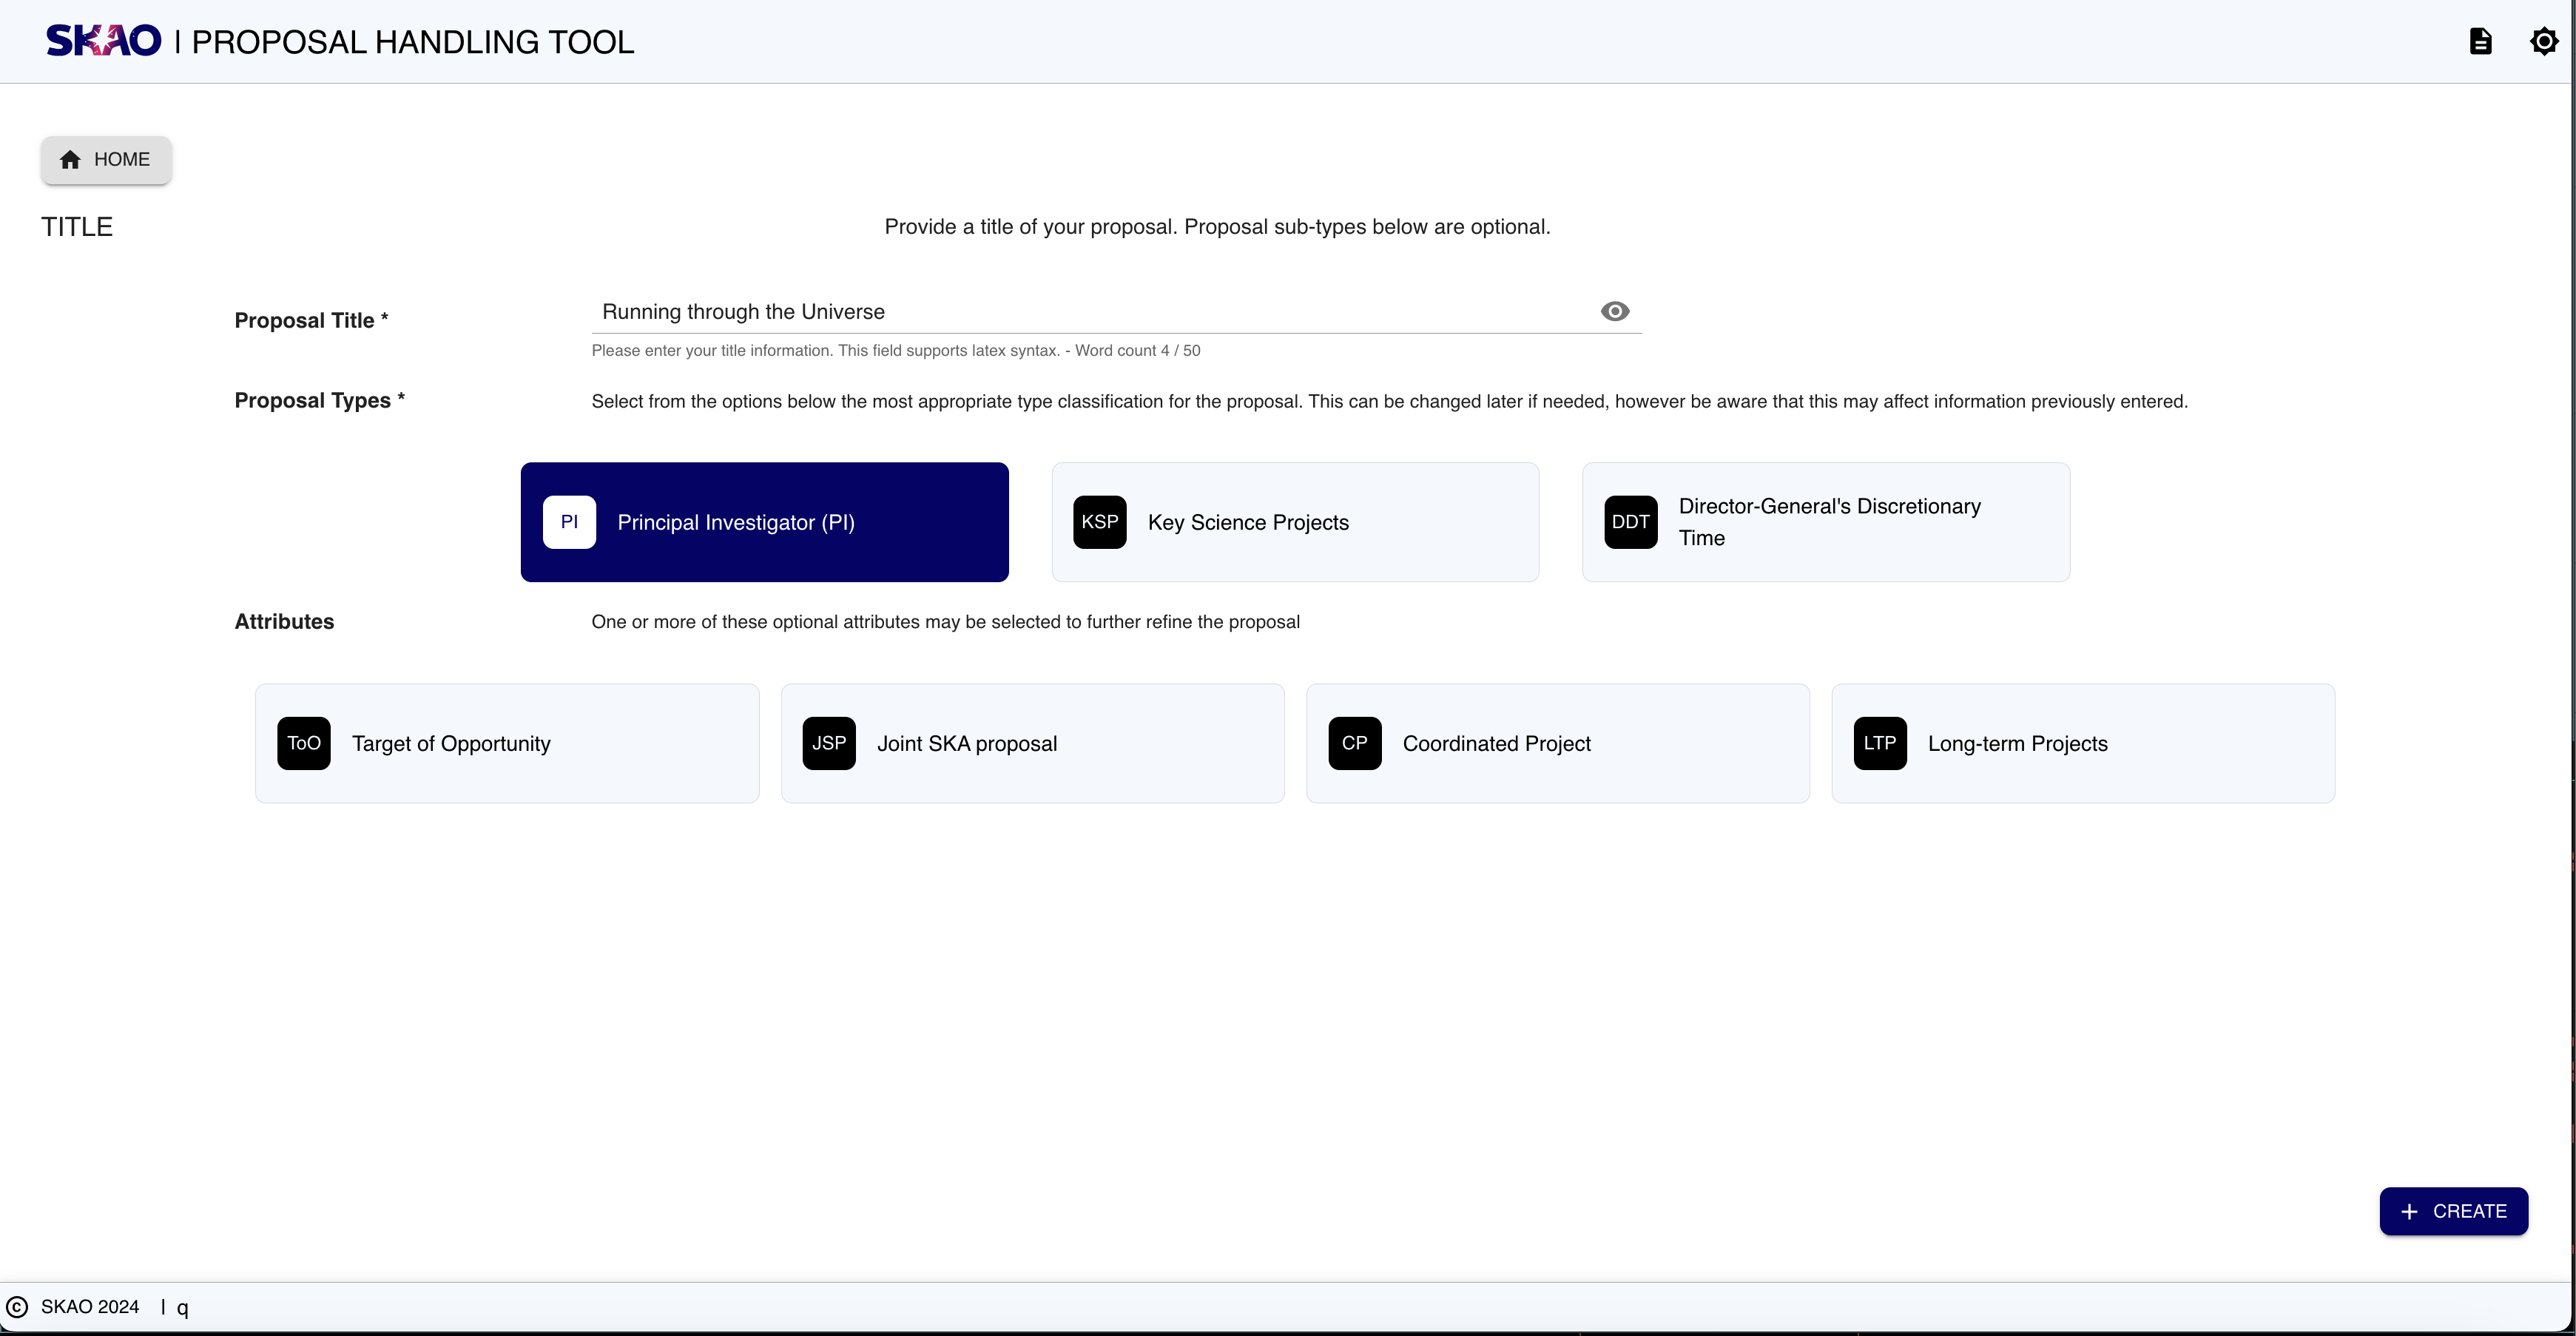 SKAO | PROPOSAL HANDLING TOOL
HOME
TITLE
Provide a title of your proposal. Proposal sub-types below are optional.
Proposal Title *
Running through the Universe
Please enter your title information. This field supports latex syntax. - Word count 4 / 50
Proposal Types *
Select from the options below the most appropriate type classification for the proposal. This can be changed later if needed, however be aware that this may affect information previously entered.
PI Principal Investigator (PI)
KSP Key Science Projects
DDT Director-General's Discretionary
Time
Attributes
One or more of these optional attributes may be selected to further refine the proposal
ToO Target of Opportunity
JSP Joint SKA proposal
CP Coordinated Project
LTP Long-term Projects
+ CREATE
© SKAO 2024 | q